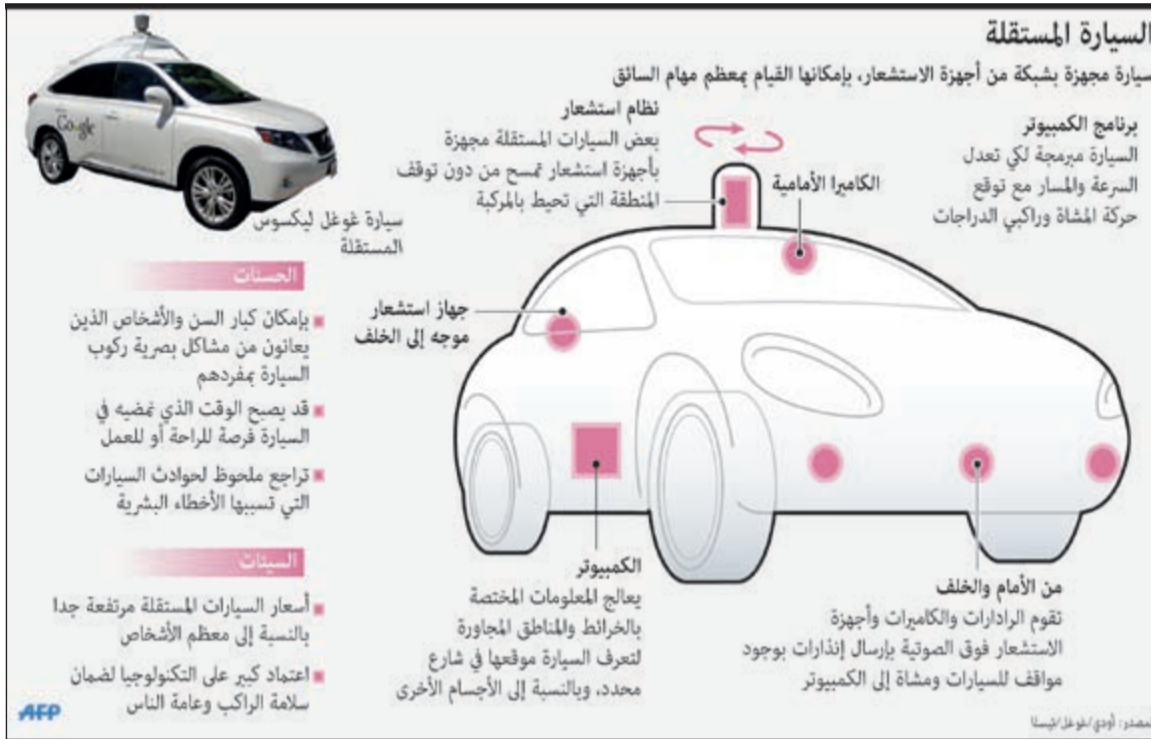 السيارة المستقلة
سيارة مجهزة بشبكة من أجهزة الاستشعار، بإمكانها القيام بمعظم مهام السائق
برنامج الكمبيوتر
السيارة مبرمجة لكي تعدل
السرعة والمسار مع توقع
حركة المشاة وراكبي الدراجات
الكاميرا الأمامية
نظام استشعار
بعض السيارات المستقلة مجهزة
بأجهزة استشعار تمسح من دون توقف
المنطقة التي تحيط بالمركبة
جهاز استشعار
موجه إلى الخلف
من الأمام والخلف
تقوم الرادارات والكاميرات وأجهزة
الاستشعار فوق الصوتية بإرسال إنذارات بوجود
مواقف للسيارات ومشاة إلى الكمبيوتر
الكمبيوتر
يعالج المعلومات المختصة
بالخرائط والمناطق المجاورة
لتعرف السيارة موقعها في شارع
محدد، وبالنسبة إلى الأجسام الأخرى
Google
سيارة غوغل ليكسوس
المستقلة
الحسنات
بإمكان كبار السن والأشخاص الذين
يعانون من مشاكل بصرية ركوب
السيارة بمفردهم
قد يصبح الوقت الذي نمضيه في
السيارة فرصة للراحة أو للعمل
تراجع ملحوظ لحوادث السيارات
التي تسببها الأخطاء البشرية
السيئات
أسعار السيارات المستقلة مرتفعة جدا
بالنسبة إلى معظم الأشخاص
اعتماد كبير على التكنولوجيا لضمان
سلامة الراكب وعامة الناس
المصدر: أودي/غوغل/تيسلا
AFP